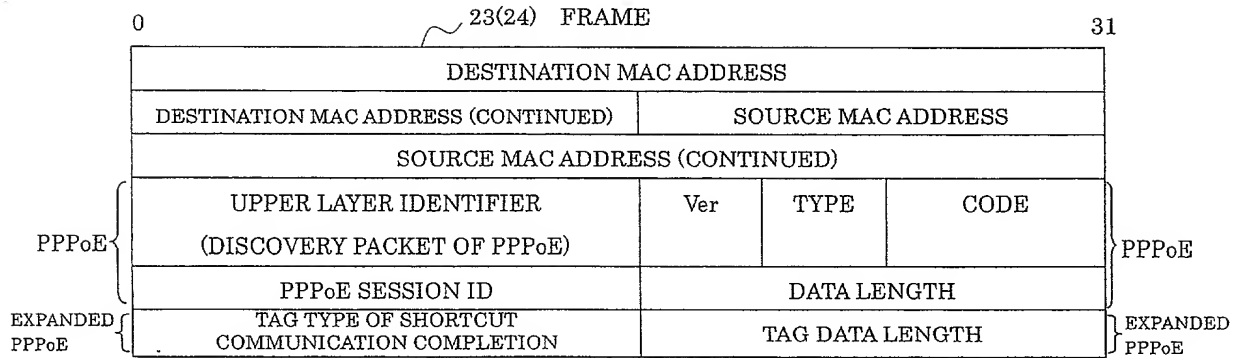 0 23(24) FRAME 31
DESTINATION MAC ADDRESS
DESTINATION MAC ADDRESS (CONTINUED) SOURCE MAC ADDRESS
SOURCE MAC ADDRESS (CONTINUED)
UPPER LAYER IDENTIFIER Ver TYPE CODE
(DISCOVERY PACKET OF PPPoE)
PPPoE PPPoE
PPPoE SESSION ID DATA LENGTH
EXPANDED TAG TYPE OF SHORTCUT TAG DATA LENGTH EXPANDED
PPPoE COMMUNICATION COMPLETION PPPoE